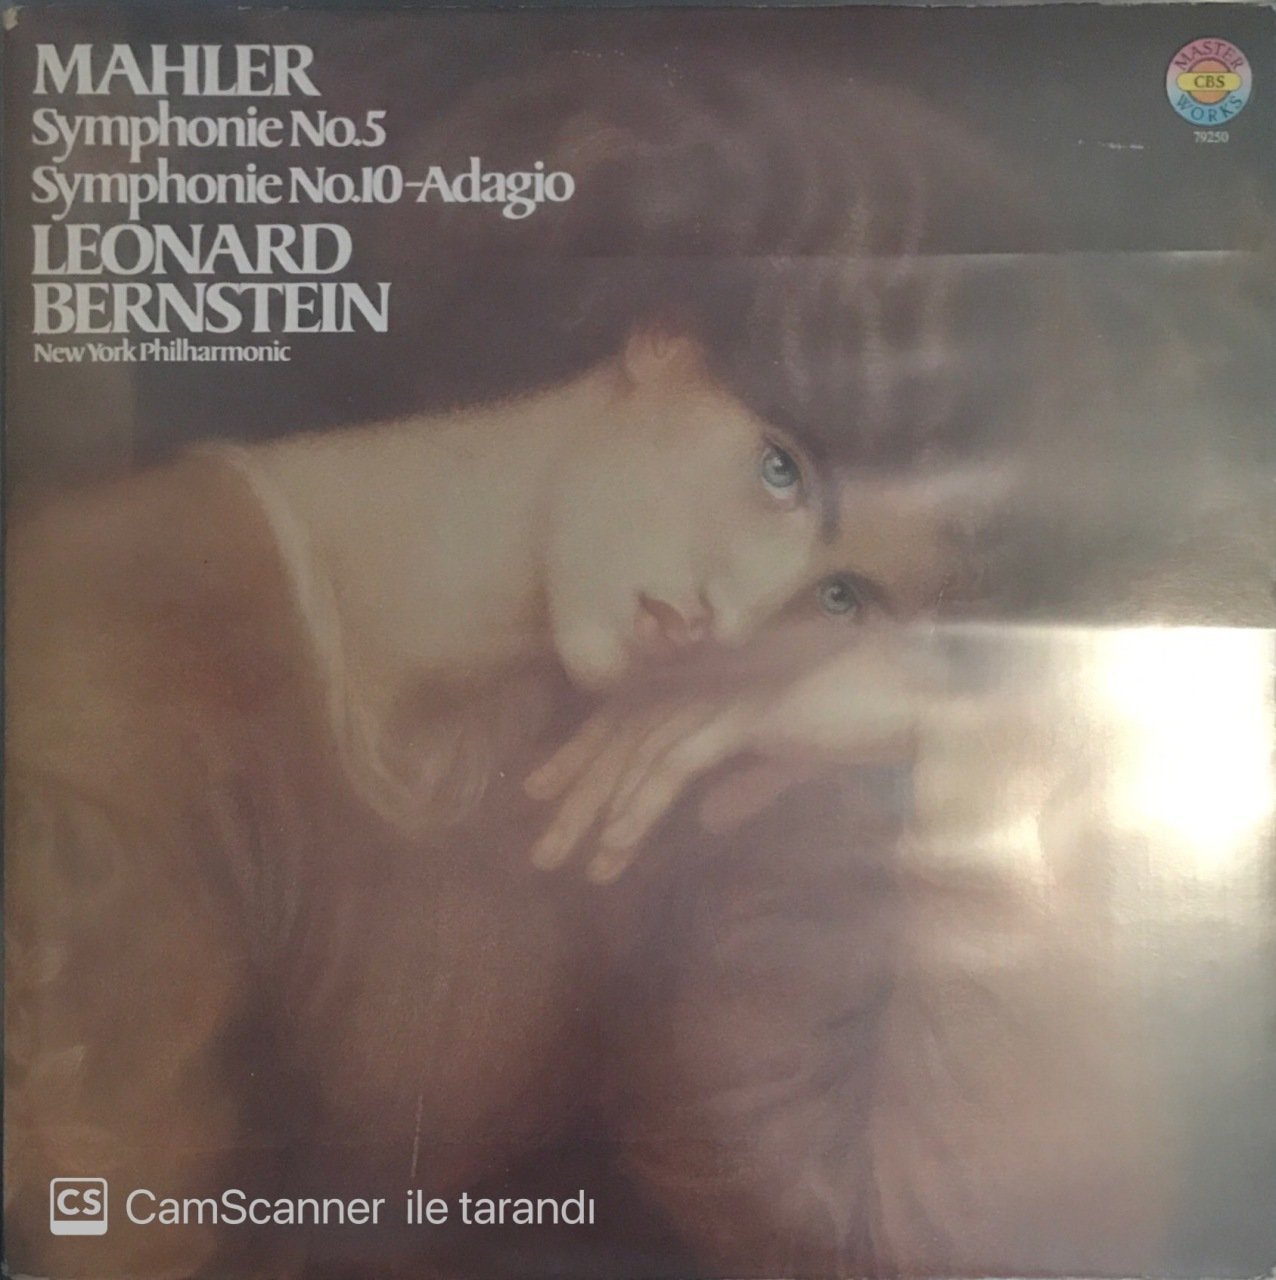 MAHLER
Symphonie No.5
Symphonie No.10-Adagio
LEONARD
BERNSTEIN
New York Philharmonic
MASTER
CBS
WORKS
79250
CS CamScanner ile tarandı